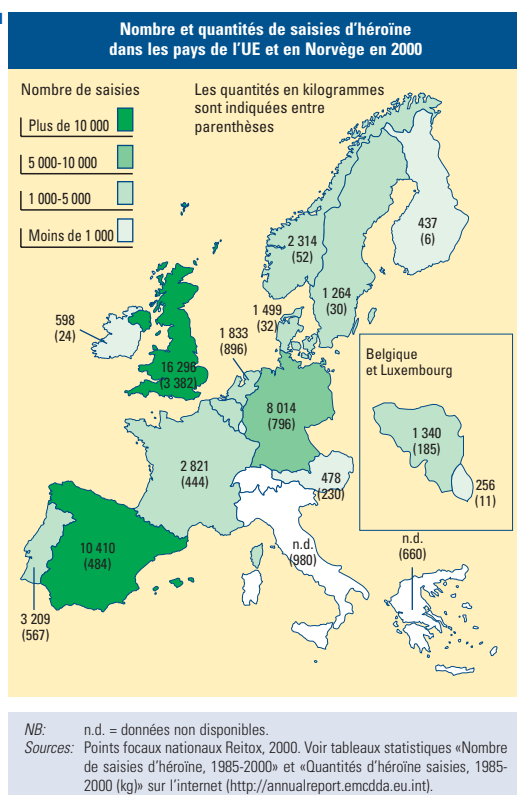 Nombre et quantités de saisies d'héroïne
dans les pays de l'UE et en Norvège en 2000
Nombre de saisies
Plus de 10 000
5 000-10 000
1 000-5 000
Moins de 1 000
Les quantités en kilogrammes
sont indiquées entre
parenthèses
437
(6)
2 314
(52)
1 264
(30)
1 499
(32)
598
(24)
1 833
(896)
16 296
(3 382)
Belgique
et Luxembourg
8 014
(796)
1 340
(185)
2 821
(444)
478
(230)
256
(11)
n.d.
(980)
n.d.
(660)
10 410
(484)
3 209
(567)
NB: n.d. = données non disponibles.
Sources: Points focaux nationaux Reitox, 2000. Voir tableaux statistiques «Nombre
de saisies d'héroïne, 1985-2000» et «Quantités d'héroïne saisies, 1985-
2000 (kg)» sur l'internet (http://annualreport.emcdda.eu.int).